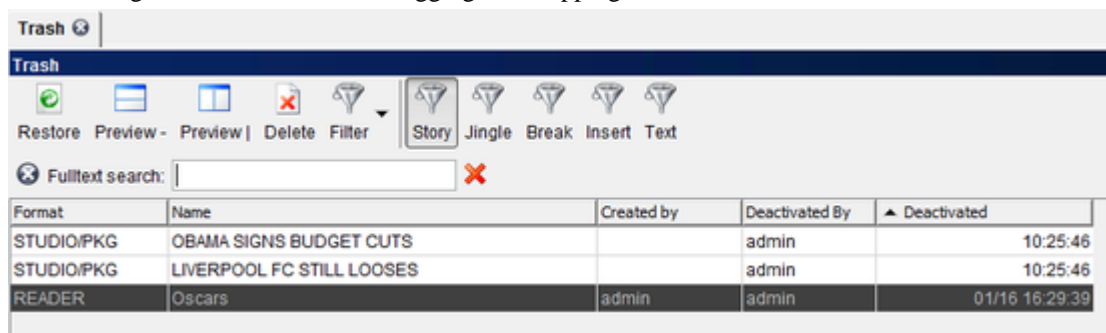 Trash
Trash
Restore Preview - Preview | Delete Filter Story Jingle Break Insert Text
Fulltext search:
Format Name Created by Deactivated By Deactivated
STUDIO/PKG OBAMA SIGNS BUDGET CUTS admin 10:25:46
STUDIO/PKG LIVERPOOL FC STILL LOOSES admin 10:25:46
READER Oscars admin admin 01/16 16:29:39